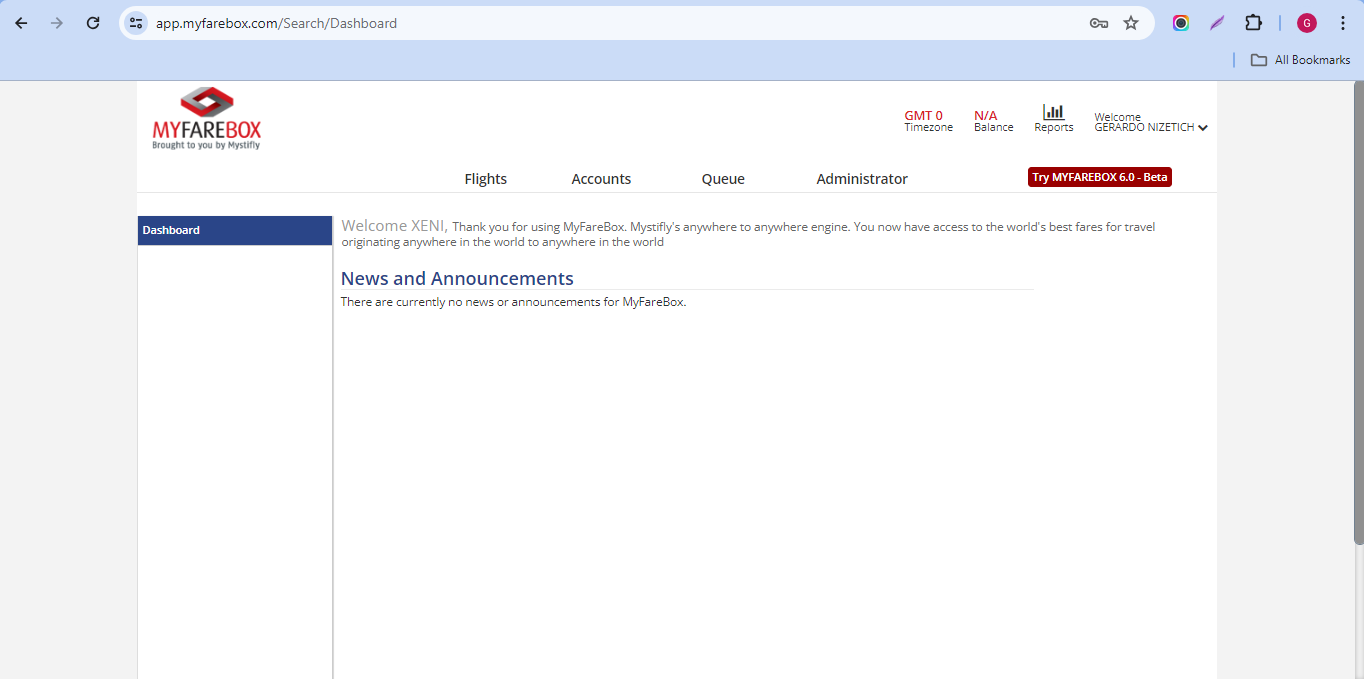 app.myfarebox.com/Search/Dashboard
G
All Bookmarks
MYFAREBOX
Brought to you by Mystifly
GMT 0
Timezone
N/A
Balance
Reports
Welcome
GERARDO NIZETICH
Flights
Accounts
Queue
Administrator
Try MYFAREBOX 6.0 - Beta
Dashboard
Welcome XENI, Thank you for using MyFareBox. Mystifly's anywhere to anywhere engine. You now have access to the world's best fares for travel
originating anywhere in the world to anywhere in the world
News and Announcements
There are currently no news or announcements for MyFareBox.